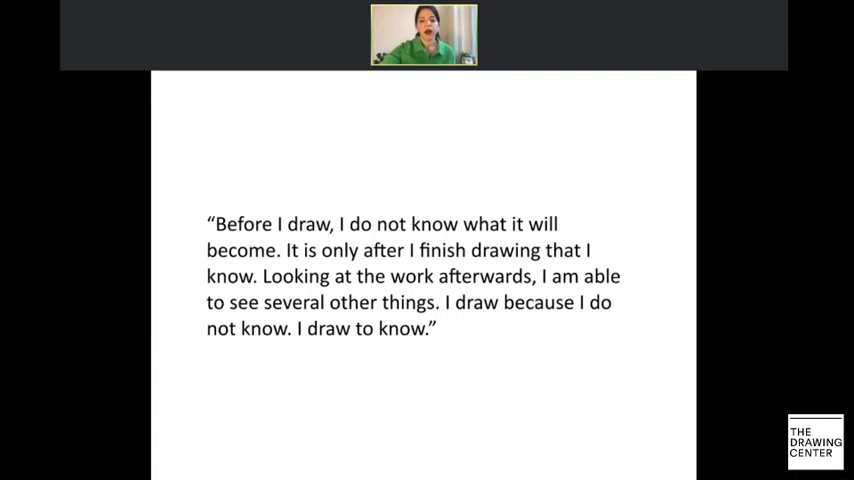 “Before I draw, I do not know what it will
become. It is only after I finish drawing that I
know. Looking at the work afterwards, I am able
to see several other things. I draw because I do
not know. I draw to know.”
THE
DRAWING
CENTER